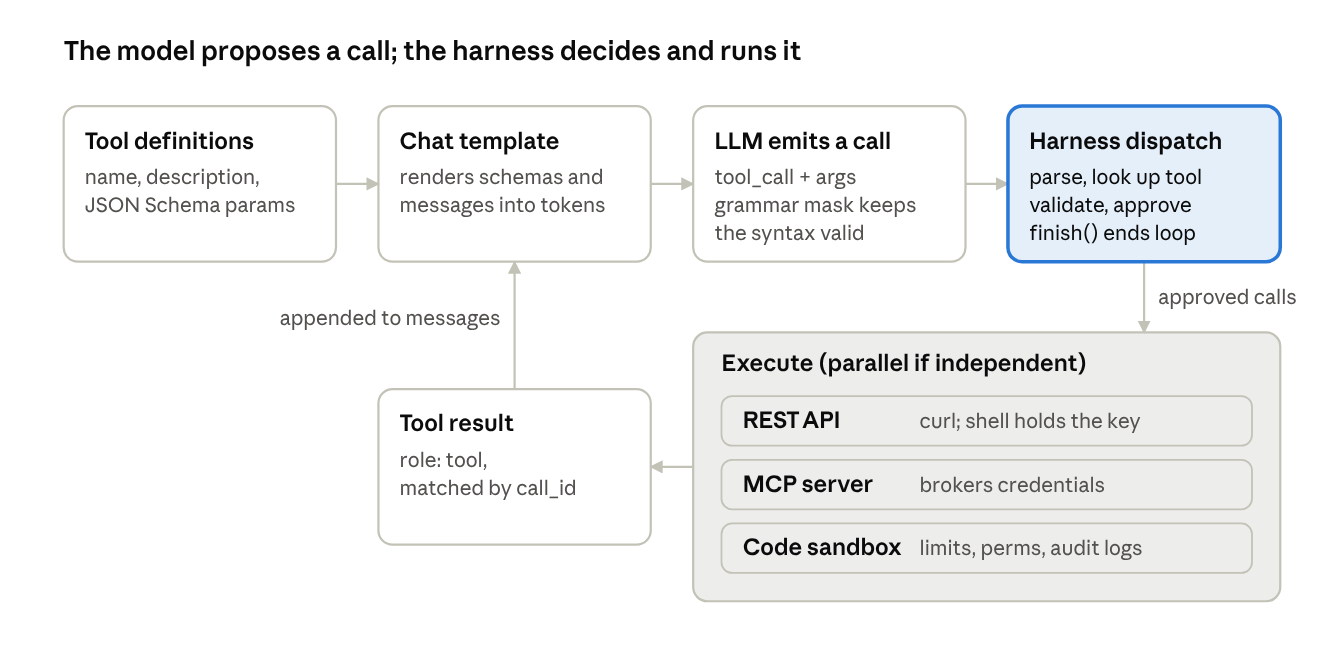 The model proposes a call; the harness decides and runs it
Tool definitions
name, description,
JSON Schema params
Chat template
renders schemas and
messages into tokens
LLM emits a call
tool_call + args
grammar mask keeps
the syntax valid
Harness dispatch
parse, look up tool
validate, approve
finish() ends loop
approved calls
appended to messages
Execute (parallel if independent)
REST API curl; shell holds the key
MCP server brokers credentials
Code sandbox limits, perms, audit logs
Tool result
role: tool,
matched by call_id